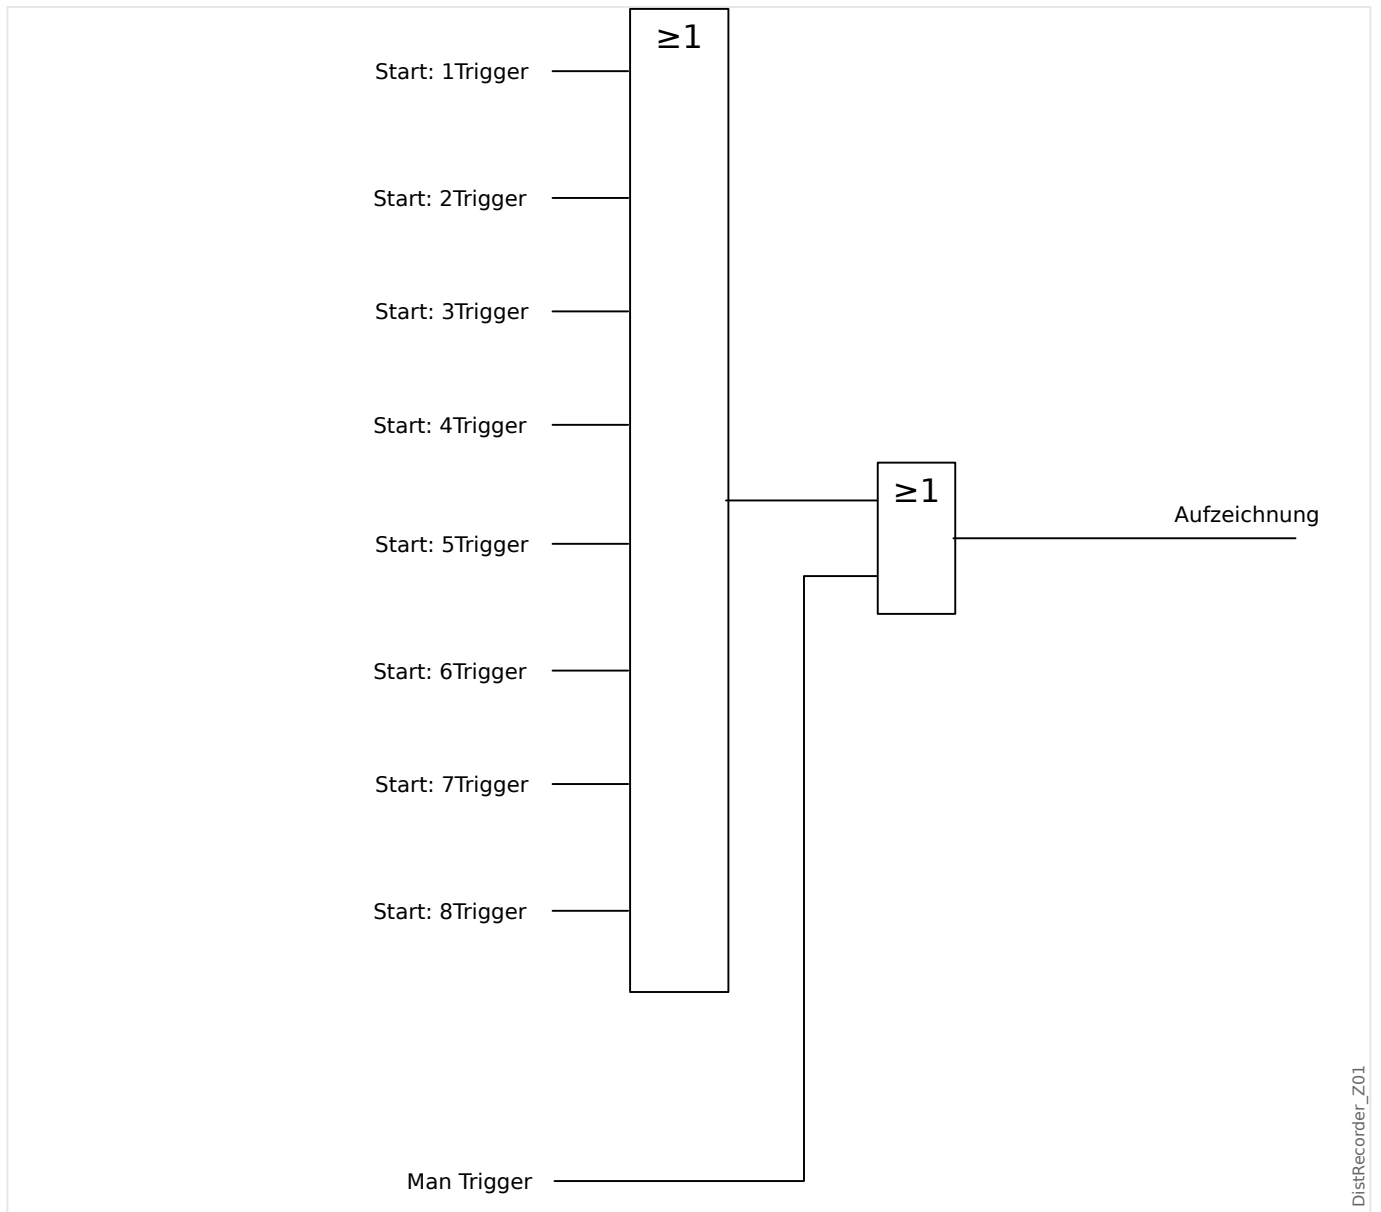 ≥1
Start: 1Trigger
Start: 2Trigger
Start: 3Trigger
Start: 4Trigger
≥1
Aufzeichnung
Start: 5Trigger
Start: 6Trigger
Start: 7Trigger
Start: 8Trigger
Man Trigger
DistRecorder_Z01